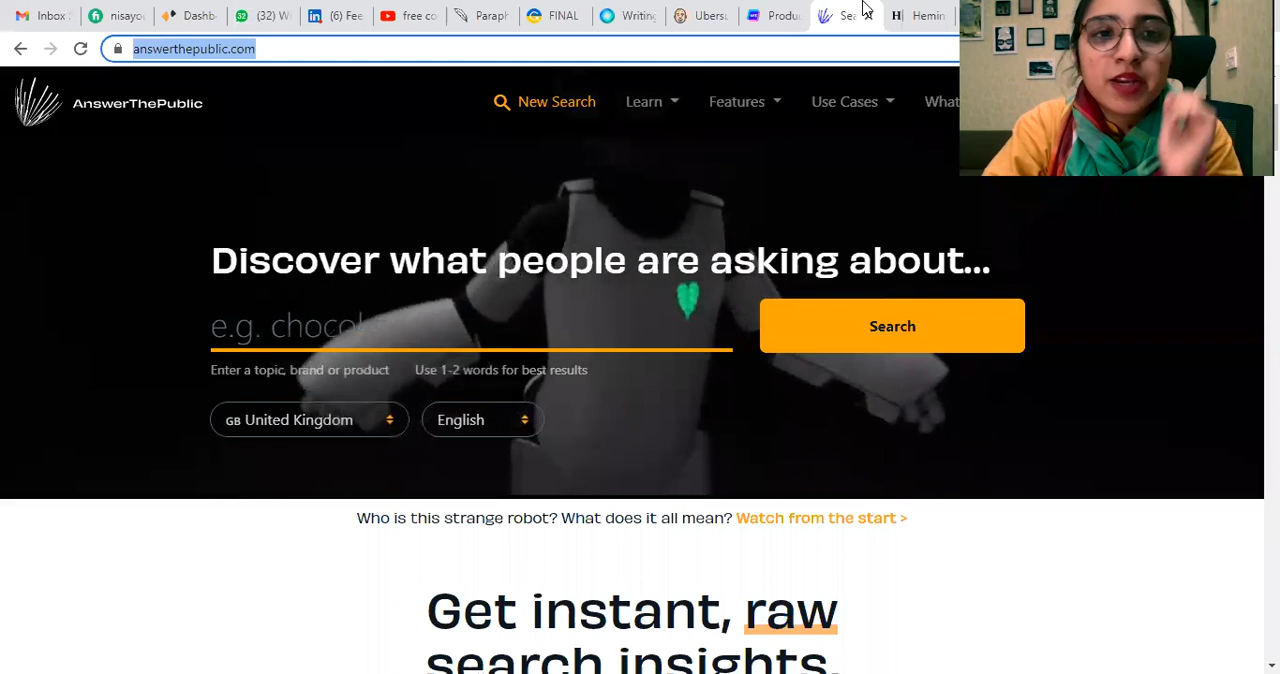 Inbox
nisayo
Dashb
(32) W
(6) Fee
free co
Paraph
FINAL
Writing
Ubersu
Produ
Sea
Hemin
answerthepublic.com
AnswerThePublic
New Search
Learn
Features
Use Cases
What
Discover what people are asking about...
e.g. chocol
Search
Enter a topic, brand or product
Use 1-2 words for best results
GB United Kingdom
English
Who is this strange robot? What does it all mean? Watch from the start >
Get instant, raw
search insights,